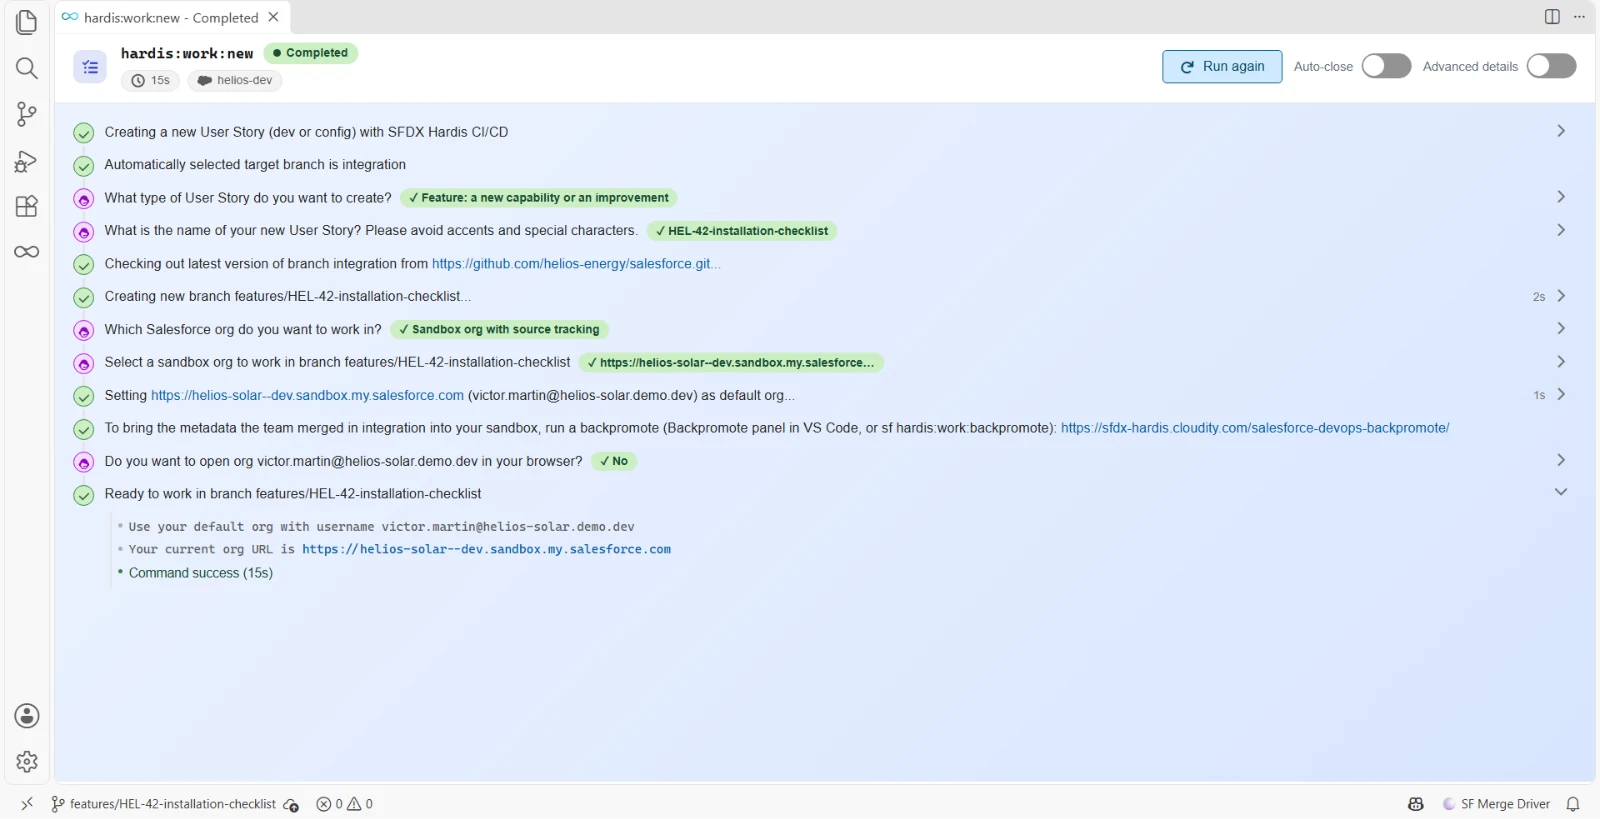 hardis:work:new - Completed
hardis:work:new
Completed
15s
helios-dev
Run again
Auto-close
Advanced details
Creating a new User Story (dev or config) with SFDX Hardis CI/CD
Automatically selected target branch is integration
What type of User Story do you want to create? ✓ Feature: a new capability or an improvement
What is the name of your new User Story? Please avoid accents and special characters. ✓ HEL-42-installation-checklist
Checking out latest version of branch integration from https://github.com/helios-energy/salesforce.git...
Creating new branch features/HEL-42-installation-checklist... 2s
Which Salesforce org do you want to work in? ✓ Sandbox org with source tracking
Select a sandbox org to work in branch features/HEL-42-installation-checklist ✓ https://helios-solar--dev.sandbox.my.salesforce...
Setting https://helios-solar--dev.sandbox.my.salesforce.com (victor.martin@helios-solar.demo.dev) as default org... 1s
To bring the metadata the team merged in integration into your sandbox, run a backpromote (Backpromote panel in VS Code, or sf hardis:work:backpromote): https://sfdx-hardis.cloudity.com/salesforce-devops-backpromote/
Do you want to open org victor.martin@helios-solar.demo.dev in your browser? ✓ No
Ready to work in branch features/HEL-42-installation-checklist
• Use your default org with username victor.martin@helios-solar.demo.dev
• Your current org URL is https://helios-solar--dev.sandbox.my.salesforce.com
• Command success (15s)
features/HEL-42-installation-checklist
0
0
SF Merge Driver